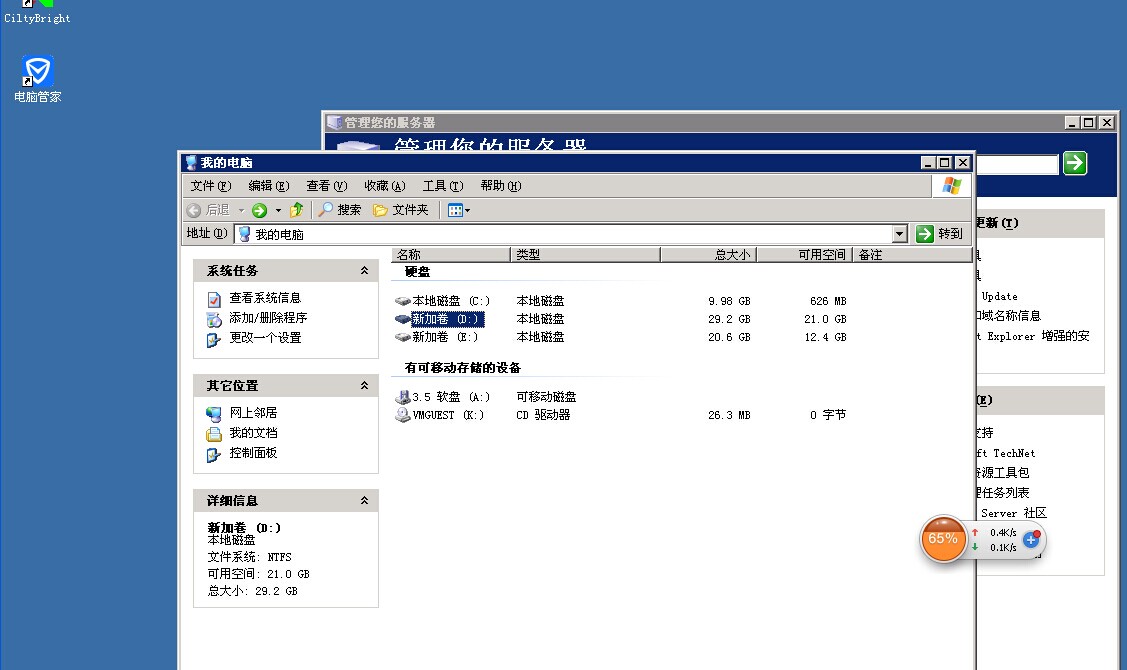 CiltyBright
电脑管家
管理您的服务器
管理您的服务器
我的电脑
文件(F) 编辑(E) 查看(V) 收藏(A) 工具(T) 帮助(H)
后退 搜索 文件夹
地址(D) 我的电脑 转到
系统任务
查看系统信息
添加/删除程序
更改一个设置
其它位置
网上邻居
我的文档
控制面板
详细信息
新加卷 (D:)
本地磁盘
文件系统: NTFS
可用空间: 21.0 GB
总大小: 29.2 GB
名称 类型 总大小 可用空间 备注
硬盘
本地磁盘 (C:) 本地磁盘 9.98 GB 626 MB
新加卷 (D:) 本地磁盘 29.2 GB 21.0 GB
新加卷 (E:) 本地磁盘 20.6 GB 12.4 GB
有可移动存储的设备
3.5 软盘 (A:) 可移动磁盘
VMGUEST (K:) CD 驱动器 26.3 MB 0 字节
更新(T)
Update
域名称信息
t Explorer 增强的安
(E)
支持
ft TechNet
资源工具包
任务列表
Server 社区
65%
0.4K/s
0.1K/s